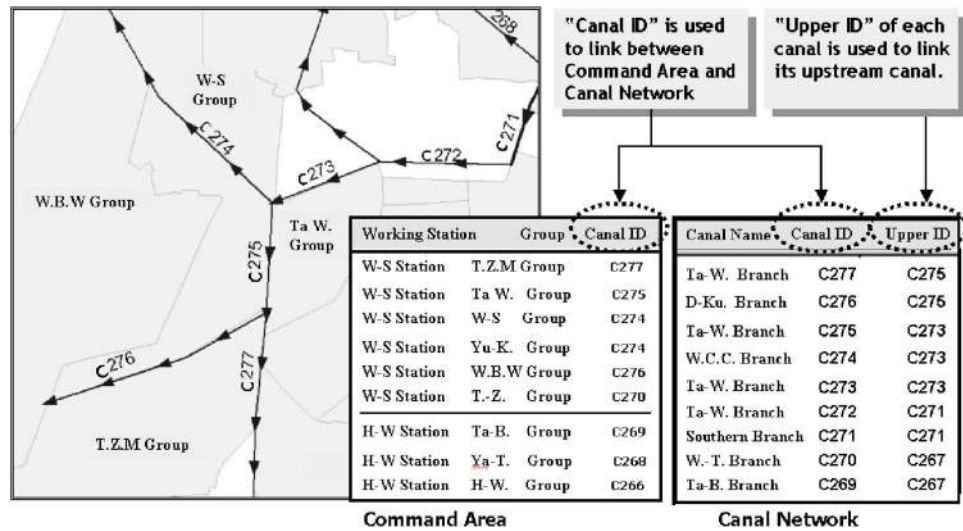 268
"Canal ID" is used
to link between
Command Area and
Canal Network
"Upper ID" of each
canal is used to link
its upstream canal.
W-S
Group
C274
C273
C272
C271
W.B.W Group
Ta W.
Group
C275
C276
C277
T.Z.M Group
Working Station Group Canal ID
W-S Station T.Z.M Group C277
W-S Station Ta W. Group C275
W-S Station W-S Group C274
W-S Station Yu-K. Group C274
W-S Station W.B.W Group C276
W-S Station T.-Z. Group C270
H-W Station Ta-B. Group C269
H-W Station Ya-T. Group C268
H-W Station H-W. Group C266
Command Area
Canal Name Canal ID Upper ID
Ta-W. Branch C277 C275
D-Ku. Branch C276 C275
Ta-W. Branch C275 C273
W.C.C. Branch C274 C273
Ta-W. Branch C273 C273
Ta-W. Branch C272 C271
Southern Branch C271 C271
W.-T. Branch C270 C267
Ta-B. Branch C269 C267
Canal Network